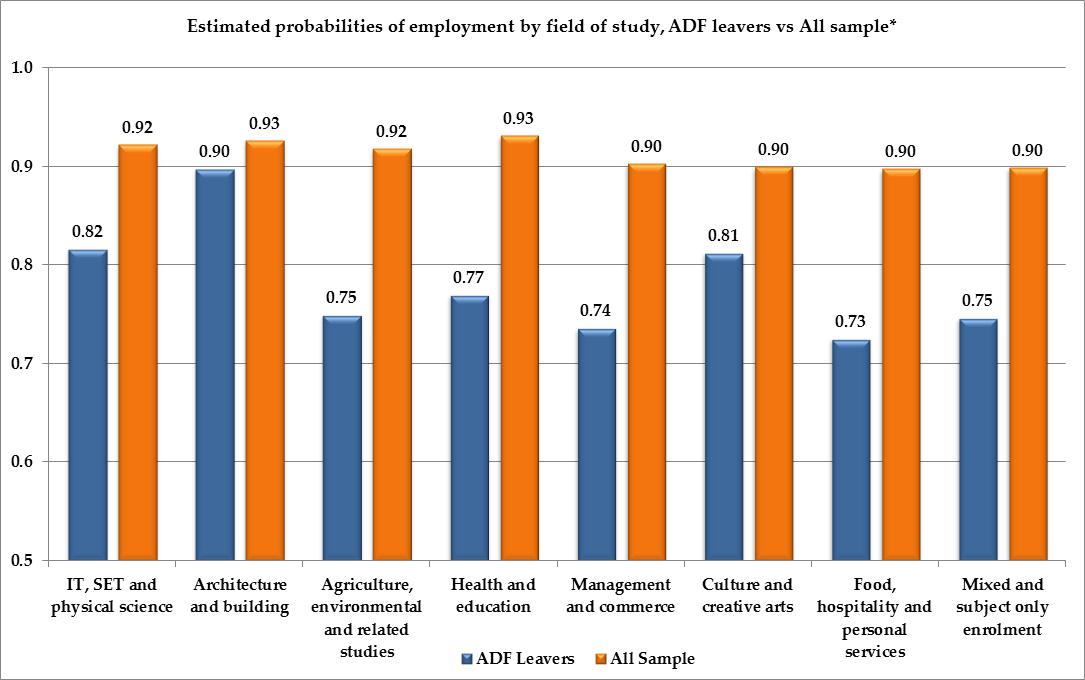 Estimated probabilities of employment by field of study, ADF leavers vs All sample*
1.0
0.9
0.8
0.7
0.6
0.5
0.82
0.92
0.90
0.93
0.75
0.92
0.77
0.93
0.74
0.90
0.81
0.90
0.73
0.90
0.75
0.90
IT, SET and
physical science
Architecture
and building
Agriculture,
environmental
and related
studies
Health and
education
Management
and commerce
Culture and
creative arts
Food,
hospitality and
personal
services
Mixed and
subject only
enrolment
ADF Leavers
All Sample